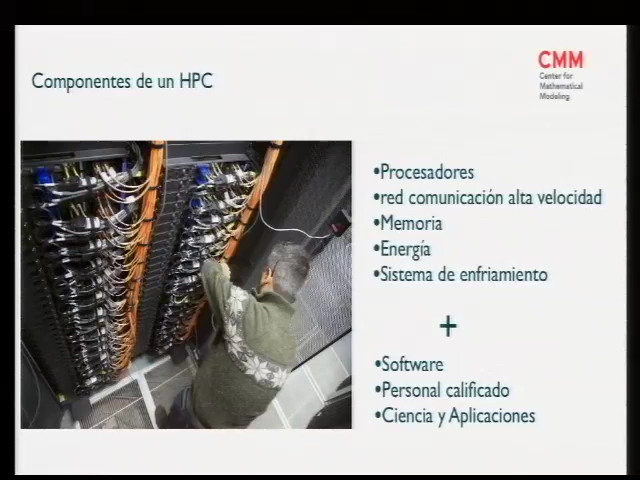 Componentes de un HPC
CMM
Center for
Mathematical
Modeling
•Procesadores
•red comunicación alta velocidad
•Memoria
•Energía
•Sistema de enfriamiento
+
•Software
•Personal calificado
•Ciencia y Aplicaciones